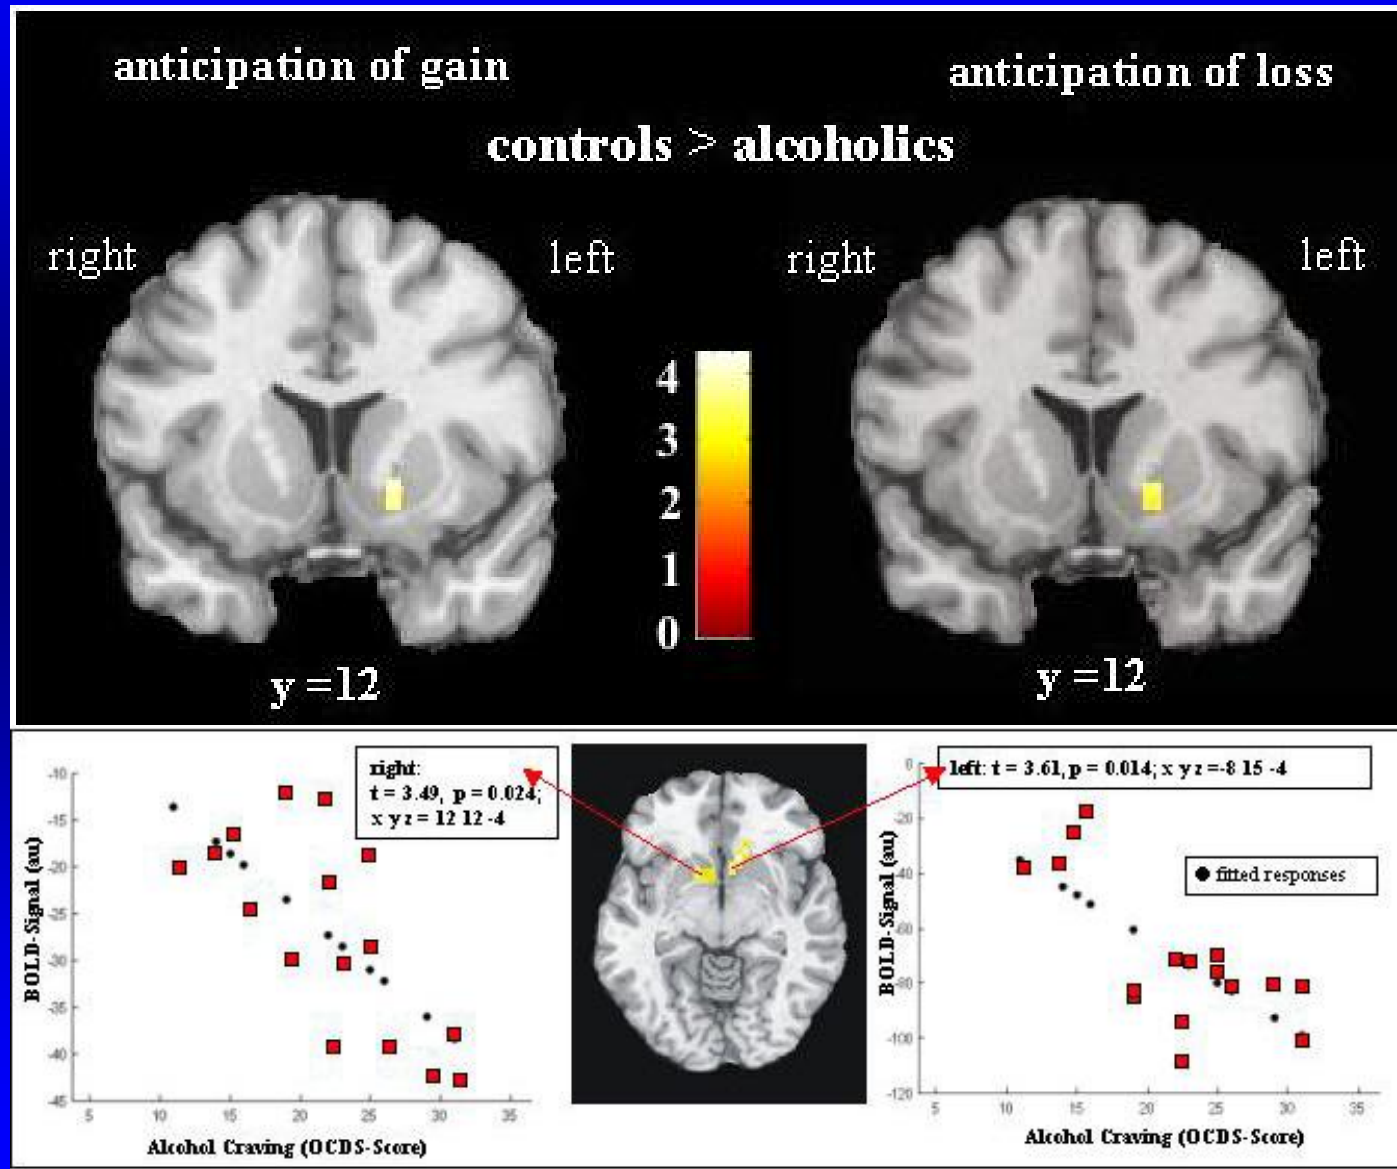 anticipation of gain
anticipation of loss
controls > alcoholics
right
left
right
left
4
3
2
1
0
y =12
y =12
right:
t = 3.49, p = 0.024;
x y z = 12 12 -4
left: t = 3.61, p = 0.014; x y z =-8 15 -4
BOLD-Signal (au)
-10
-15
-20
-25
-30
-35
-40
-45
5
10
15
20
25
30
35
Alcohol Craving (OCDS-Score)
BOLD-Signal (au)
0
-20
-40
-60
-80
-100
-120
fitted responses
5
10
15
20
25
30
35
Alcohol Craving (OCDS-Score)